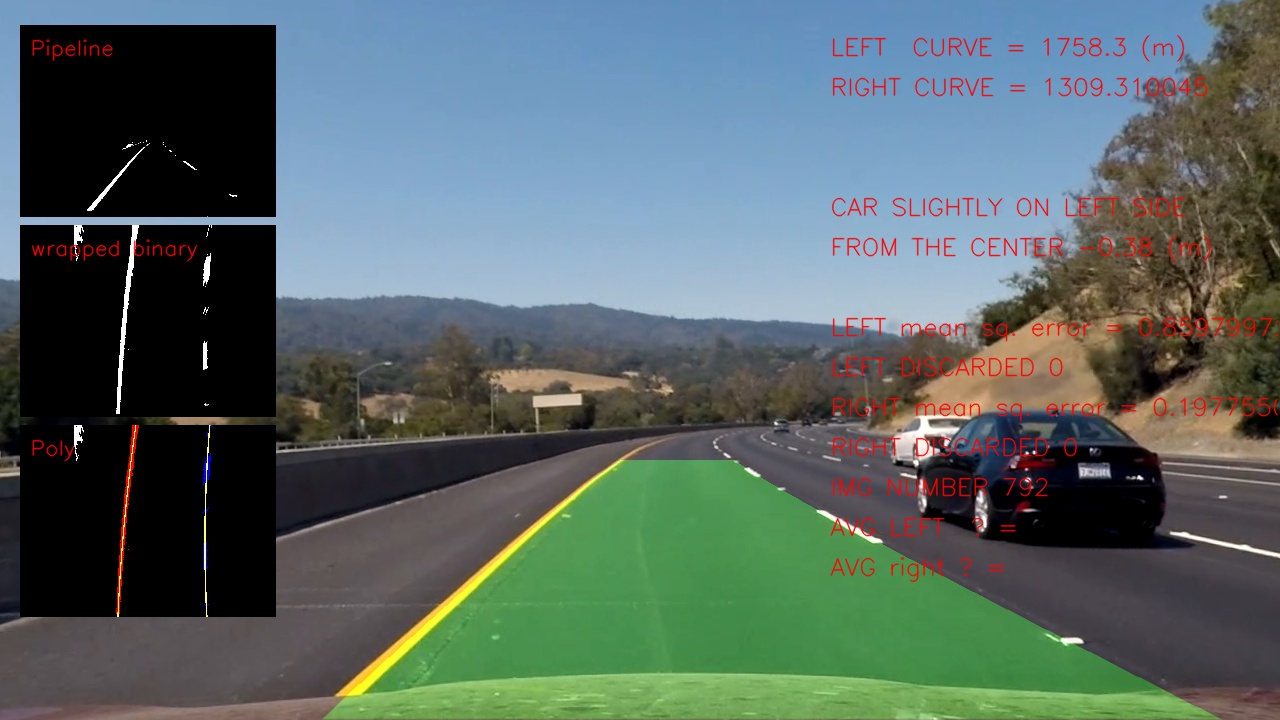 Pipeline
wrapped binary
Poly
LEFT CURVE = 1758.3 (m)
RIGHT CURVE = 1309.310045
CAR SLIGHTLY ON LEFT SIDE
FROM THE CENTER -0.38 (m)
LEFT mean sq. error = 0.8597997
LEFT DISCARDED 0
RIGHT mean sq. error = 0.197755
RIGHT DISCARDED 0
IMG NUMBER 792
AVG LEFT ? =
AVG right ? =